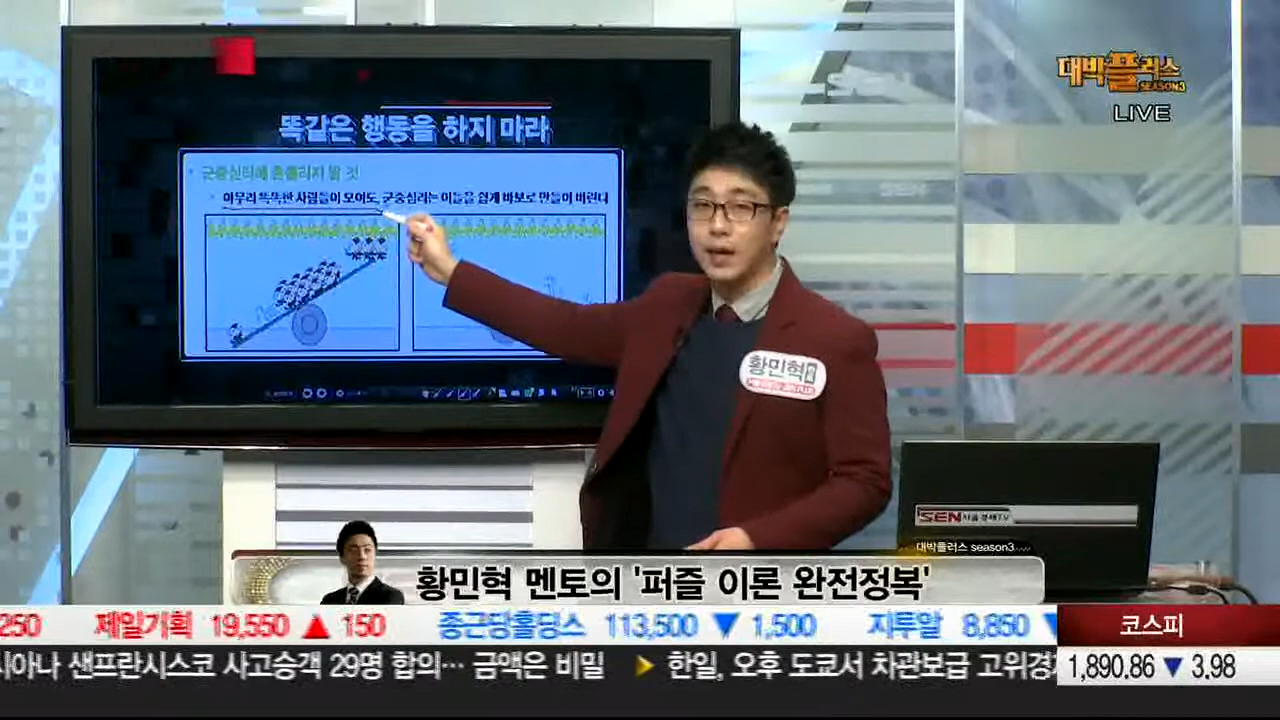 대박플러스
SEASON3
LIVE
똑같은 행동을 하지 마라
군중심리에 흔들리지 말 것
아무리 똑똑한 사람들이 모여도, 군중심리는 이들을 쉽게 바보로 만들어 버린다
황민혁
SEN 서울경제TV
대박플러스 season3
황민혁 멘토의 '퍼즐 이론 완전정복'
250 제일기획 19,550 ▲ 150 종근당홀딩스 113,500 ▼ 1,500 지투알 8,850 ▼
코스피
시아나 샌프란시스코 사고승객 29명 합의… 금액은 비밀 ▶ 한일, 오후 도쿄서 차관보급 고위경
1,890.86 ▼ 3.98